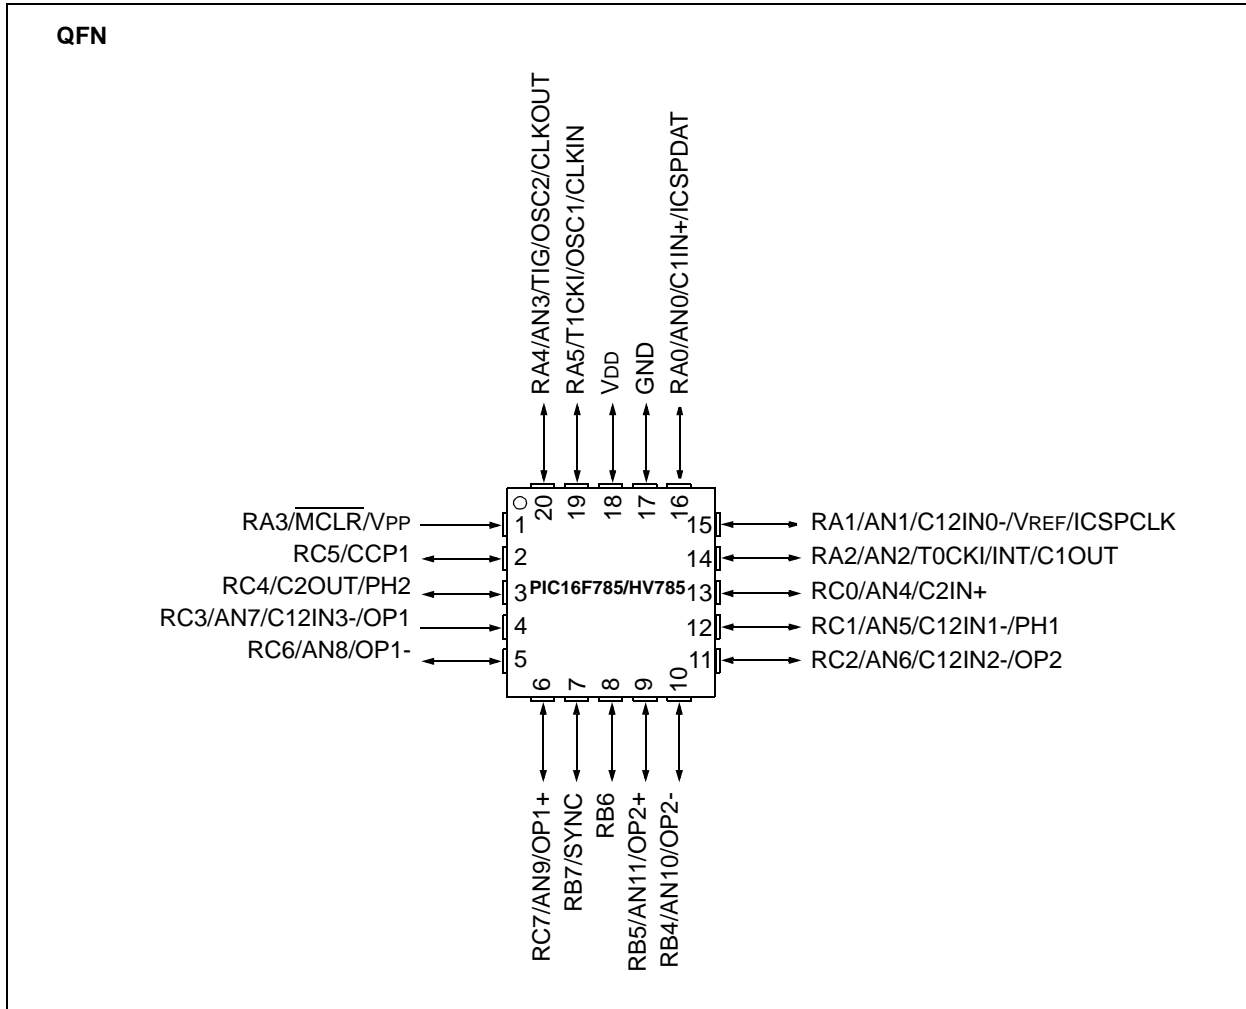 QFN
RA4/AN3/TIG/OSC2/CLKOUT
RA5/T1CKI/OSC1/CLKIN
VDD
GND
RA0/AN0/C1IN+/ICSPDAT
20
19
18
17
16
RA3/MCLR/VPP
1
RC5/CCP1
2
RC4/C2OUT/PH2
3
RC3/AN7/C12IN3-/OP1
4
RC6/AN8/OP1-
5
PIC16F785/HV785
15
RA1/AN1/C12IN0-/VREF/ICSPCLK
14
RA2/AN2/T0CKI/INT/C1OUT
13
RC0/AN4/C2IN+
12
RC1/AN5/C12IN1-/PH1
11
RC2/AN6/C12IN2-/OP2
6
7
8
9
10
RC7/AN9/OP1+
RB7/SYNC
RB6
RB5/AN11/OP2+
RB4/AN10/OP2-